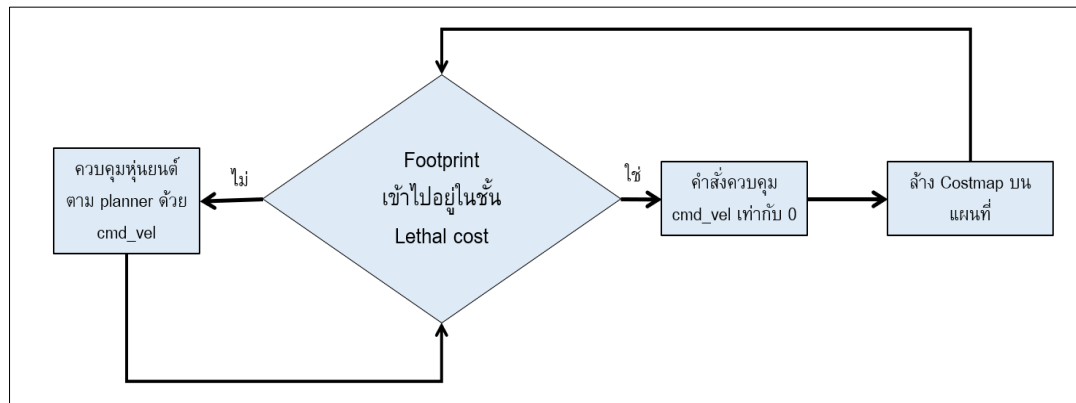 ควบคุมหุ่นยนต์
ตาม planner ด้วย
cmd_vel
ไม่
Footprint
เข้าไปอยู่ในชั้น
Lethal cost
ใช่
คำสั่งควบคุม
cmd_vel เท่ากับ 0
ล้าง Costmap บน
แผนที่